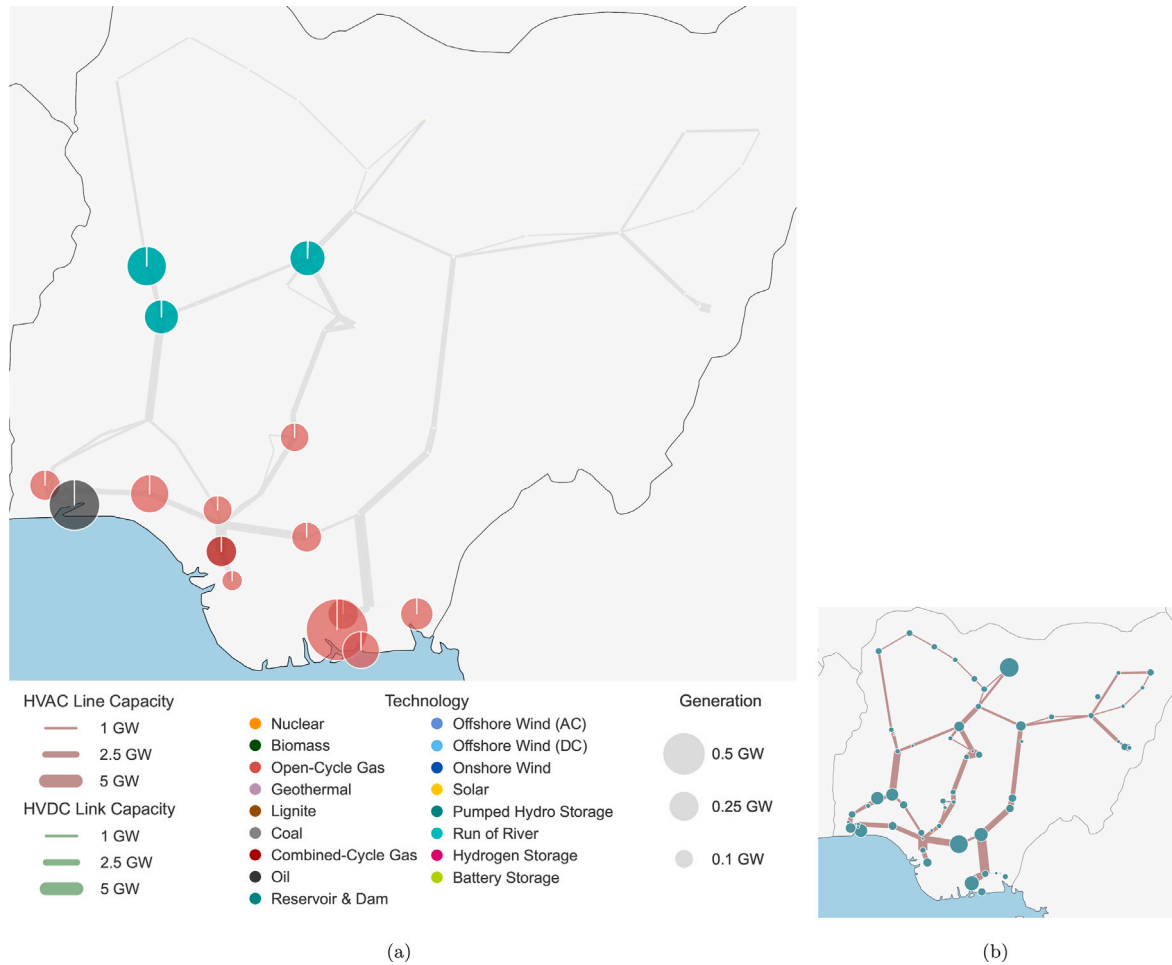 HVAC Line Capacity
1 GW
2.5 GW
5 GW
HVDC Link Capacity
1 GW
2.5 GW
5 GW
Technology
Nuclear
Biomass
Open-Cycle Gas
Geothermal
Lignite
Coal
Combined-Cycle Gas
Oil
Reservoir & Dam
Offshore Wind (AC)
Offshore Wind (DC)
Onshore Wind
Solar
Pumped Hydro Storage
Run of River
Hydrogen Storage
Battery Storage
Generation
0.5 GW
0.25 GW
0.1 GW
(a)
(b)